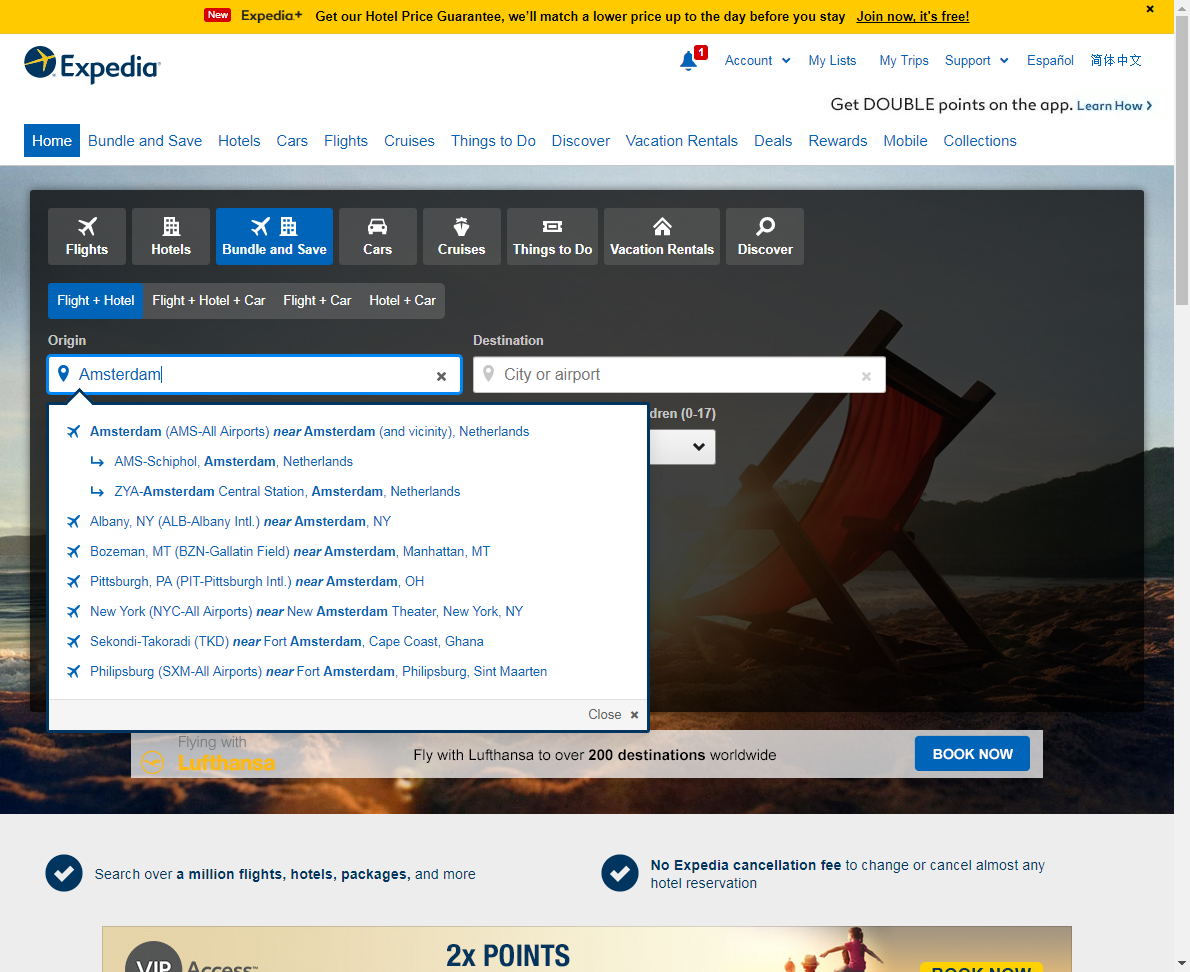 New Expedia+ Get our Hotel Price Guarantee, we'll match a lower price up to the day before you stay Join now, it's free!
Expedia
1
Account My Lists My Trips Support Español 简体中文
Get DOUBLE points on the app. Learn How
Home Bundle and Save Hotels Cars Flights Cruises Things to Do Discover Vacation Rentals Deals Rewards Mobile Collections
Flights Hotels Bundle and Save Cars Cruises Things to Do Vacation Rentals Discover
Flight + Hotel Flight + Hotel + Car Flight + Car Hotel + Car
Origin Destination
Amsterdam City or airport
dren (0-17)
Amsterdam (AMS-All Airports) near Amsterdam (and vicinity), Netherlands
AMS-Schiphol, Amsterdam, Netherlands
ZYA-Amsterdam Central Station, Amsterdam, Netherlands
Albany, NY (ALB-Albany Intl.) near Amsterdam, NY
Bozeman, MT (BZN-Gallatin Field) near Amsterdam, Manhattan, MT
Pittsburgh, PA (PIT-Pittsburgh Intl.) near Amsterdam, OH
New York (NYC-All Airports) near New Amsterdam Theater, New York, NY
Sekondi-Takoradi (TKD) near Fort Amsterdam, Cape Coast, Ghana
Philipsburg (SXM-All Airports) near Fort Amsterdam, Philipsburg, Sint Maarten
Close
Flying with
Lufthansa
Fly with Lufthansa to over 200 destinations worldwide
BOOK NOW
Search over a million flights, hotels, packages, and more
No Expedia cancellation fee to change or cancel almost any
hotel reservation
VIP Access
2x POINTS
BOOK NOW